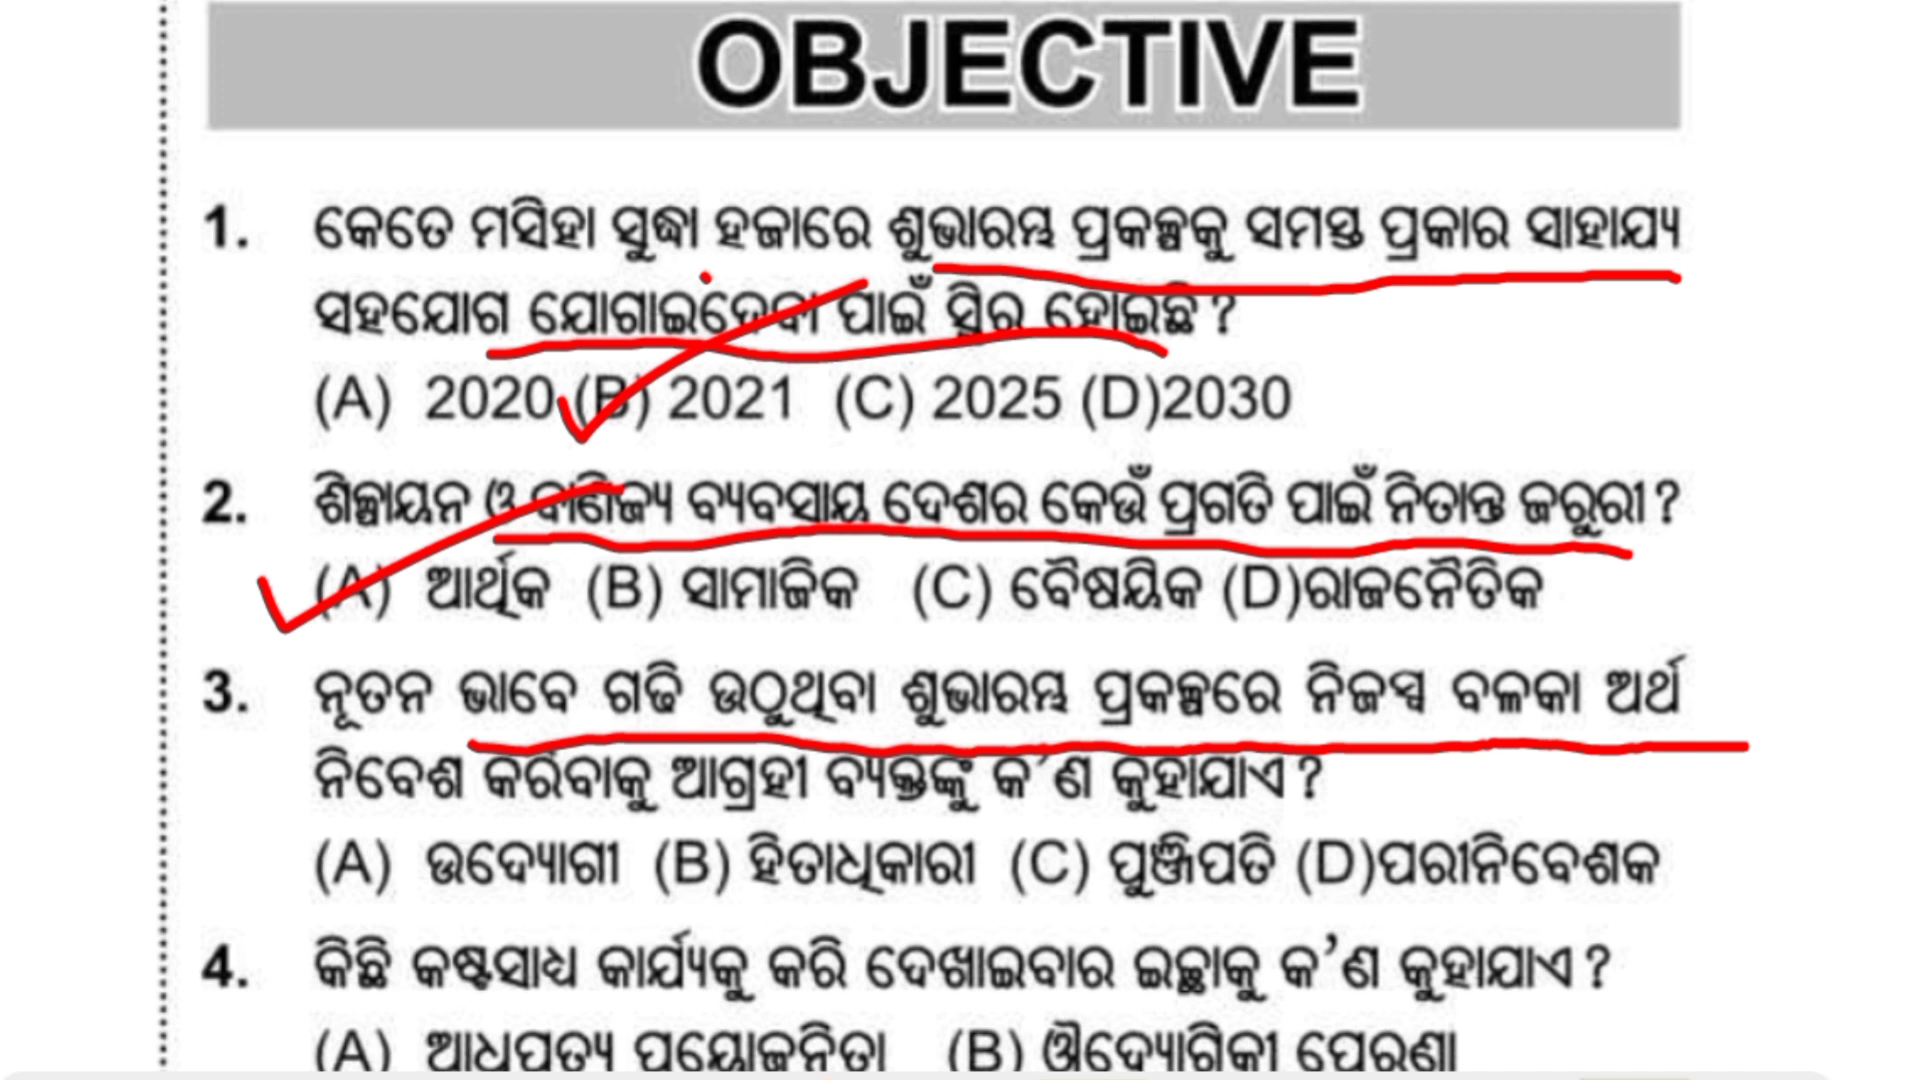 OBJECTIVE
1. କେତେ ମସିହା ସୁଦ୍ଧା ହଜାରେ ଶୁଭାରମ୍ଭ ପ୍ରକଳ୍ପକୁ ସମସ୍ତ ପ୍ରକାର ସାହାଯ୍ୟ
ସହଯୋଗ ଯୋଗାଇଦେବା ପାଇଁ ସ୍ଥିର ହୋଇଛି ?
(A) 2020 (B) 2021 (C) 2025 (D)2030
2. ଶିଳ୍ପାୟନ ଓ ବାଣିଜ୍ୟ ବ୍ୟବସାୟ ଦେଶର କେଉଁ ପ୍ରଗତି ପାଇଁ ନିତାନ୍ତ ଜରୁରୀ ?
(A) ଆର୍ଥିକ (B) ସାମାଜିକ (C) ବୈଷୟିକ (D)ରାଜନୈତିକ
3. ନୂତନ ଭାବେ ଗଢି ଉଠୁଥିବା ଶୁଭାରମ୍ଭ ପ୍ରକଳ୍ପରେ ନିଜସ୍ୱ ବଳକା ଅର୍ଥ
ନିବେଶ କରିବାକୁ ଆଗ୍ରହୀ ବ୍ୟକ୍ତଙ୍କୁ କ'ଣ କୁହାଯାଏ ?
(A) ଉଦ୍ୟୋଗୀ (B) ହିତାଧିକାରୀ (C) ପୁଞ୍ଜିପତି (D)ପରୀନିବେଶକ
4. କିଛି କଷ୍ଟସାଧ୍ୟ କାର୍ଯ୍ୟକୁ କରି ଦେଖାଇବାର ଇଚ୍ଛାକୁ କ'ଣ କୁହାଯାଏ ?
(A) ଆଧିପତ୍ୟ ପ୍ରୟୋଜନିତା (B) ଔଦ୍ୟୋଗିକୀ ପ୍ରେରଣା